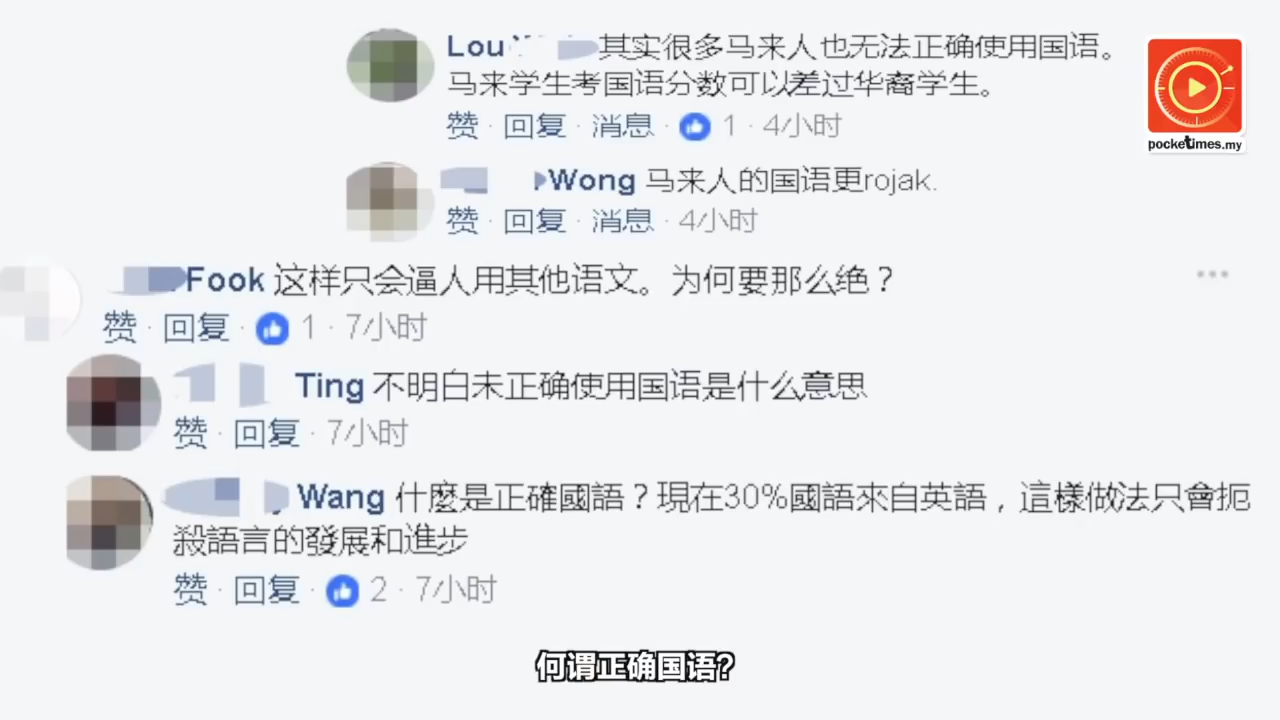 Lou 其实很多马来人也无法正确使用国语。
马来学生考国语分数可以差过华裔学生。
赞 · 回复 · 消息 · 1 · 4小时
pocketimes.my
Wong 马来人的国语更rojak.
赞 · 回复 · 消息 · 4小时
Fook 这样只会逼人用其他语文。为何要那么绝？
赞 · 回复 · 1 · 7小时
Ting 不明白未正确使用国语是什么意思
赞 · 回复 · 7小时
Wang 什麼是正確國語？現在30%國語來自英語，這樣做法只會扼
殺語言的發展和進步
赞 · 回复 · 2 · 7小时
何谓正确国语?